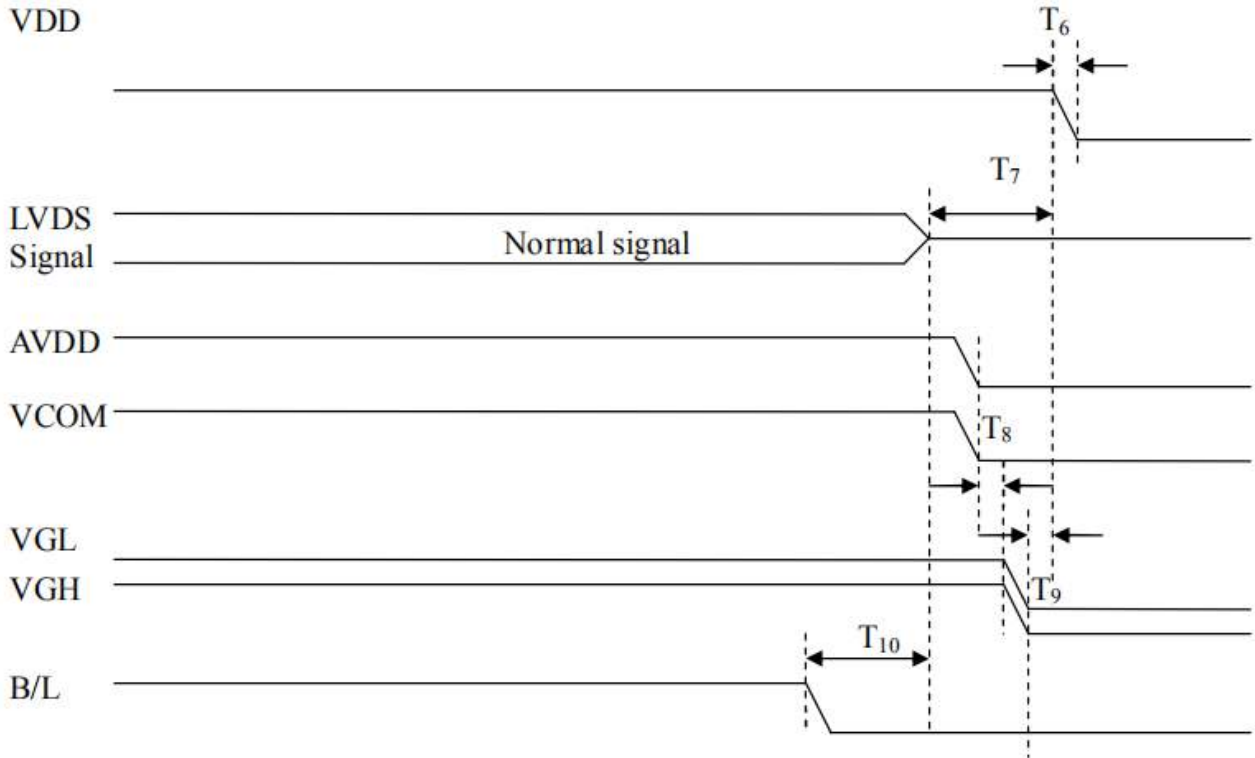 VDD
T₆
T₇
LVDS
Signal
Normal signal
AVDD
VCOM
T₈
VGL
VGH
T₉
T₁₀
B/L